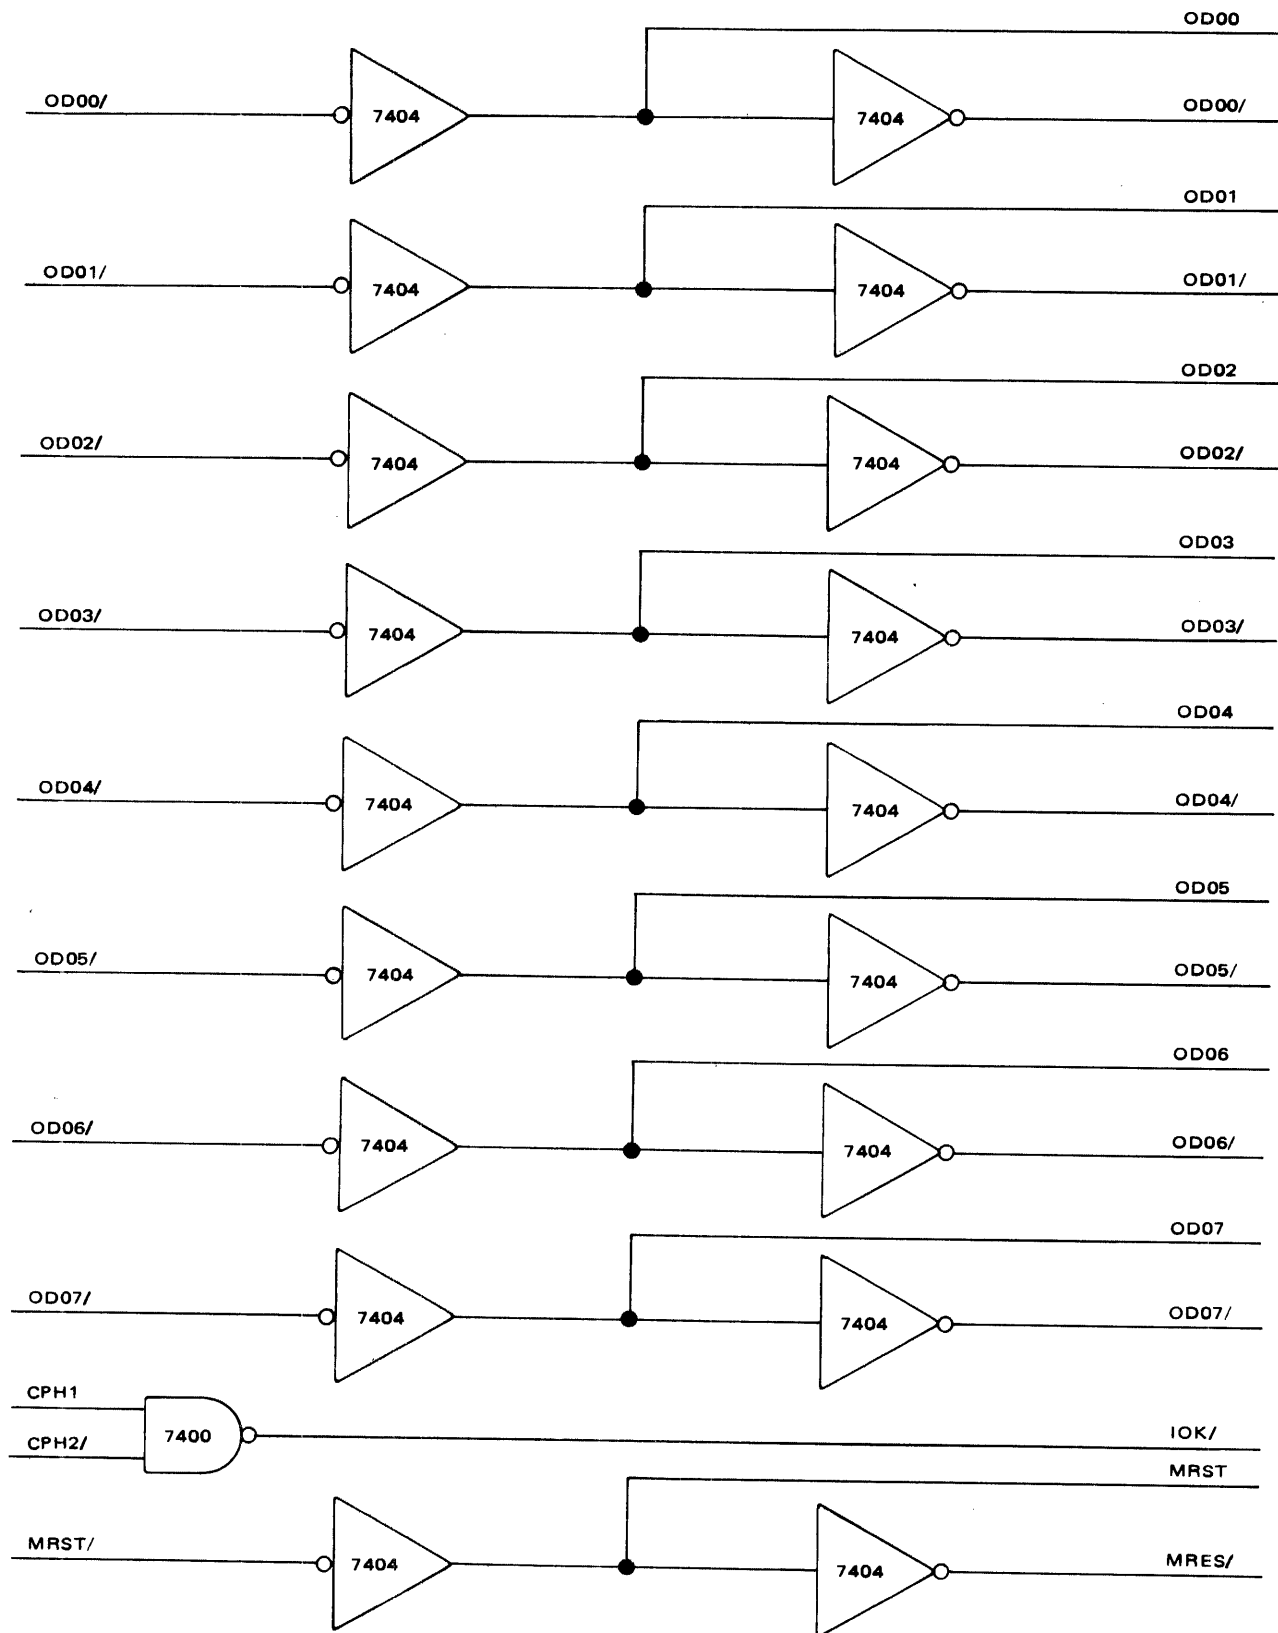 OD00
OD00/ 7404 7404 OD00/
OD01
OD01/ 7404 7404 OD01/
OD02
OD02/ 7404 7404 OD02/
OD03
OD03/ 7404 7404 OD03/
OD04
OD04/ 7404 7404 OD04/
OD05
OD05/ 7404 7404 OD05/
OD06
OD06/ 7404 7404 OD06/
OD07
OD07/ 7404 7404 OD07/
CPH1
7400 IOK/
CPH2/
MRST
MRST/ 7404 7404 MRES/